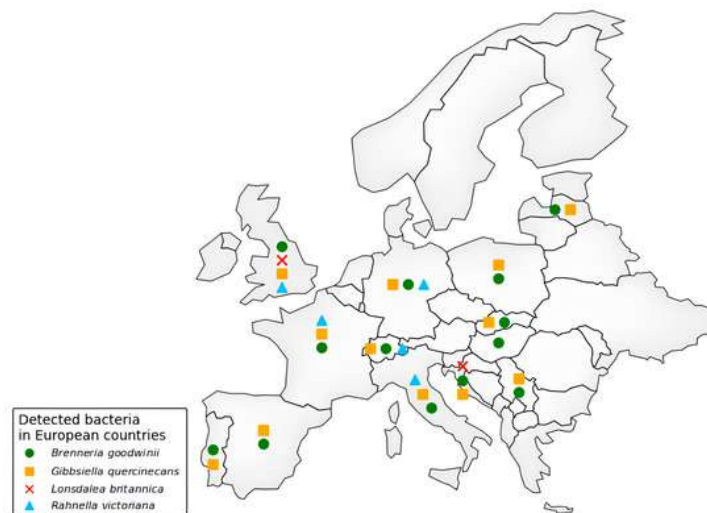 Detected bacteria
in European countries
Brenneria goodwinii
Gibbsiella quercinecans
Lonsdalea britannica
Rahnella victoriana